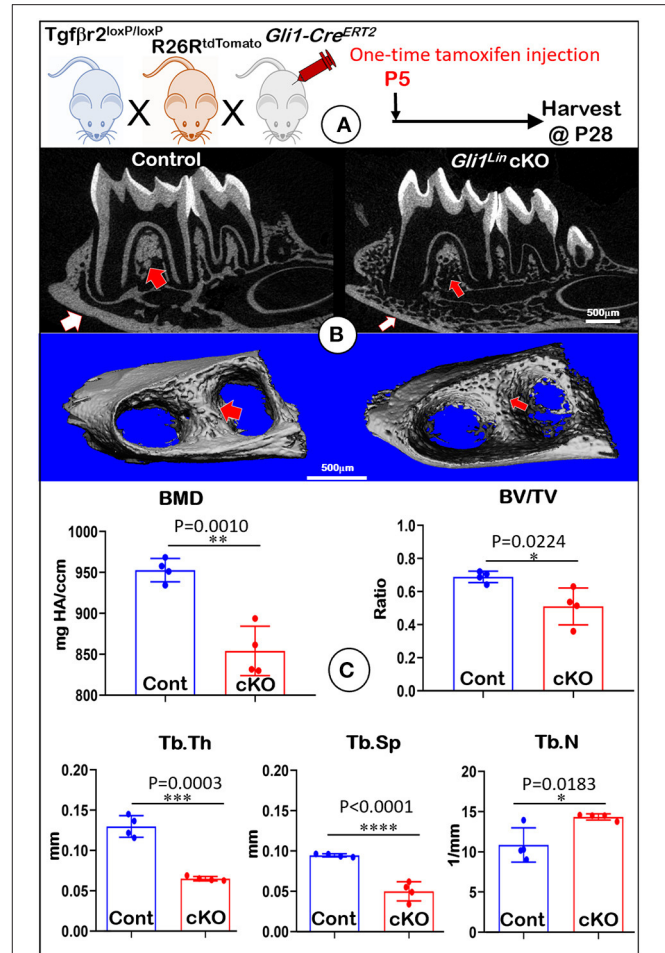 Tgfβr2loxP/loxP
R26RtdTomato
Gli1-CreERT2
One-time tamoxifen injection
P5
X
X
A
Harvest
@ P28
Control
Gli1Lin cKO
500μm
B
500μm
BMD
BV/TV
mg HA/ccm
1000
950
900
850
800
P=0.0010
**
Cont
cKO
C
Ratio
1.0
0.8
0.6
0.4
0.2
0.0
P=0.0224
*
Cont
cKO
Tb.Th
Tb.Sp
Tb.N
mm
0.20
0.15
0.10
0.05
0.00
P=0.0003
***
Cont
cKO
mm
0.20
0.15
0.10
0.05
0.00
P<0.0001
****
Cont
cKO
1/mm
20
15
10
5
0
P=0.0183
*
Cont
cKO